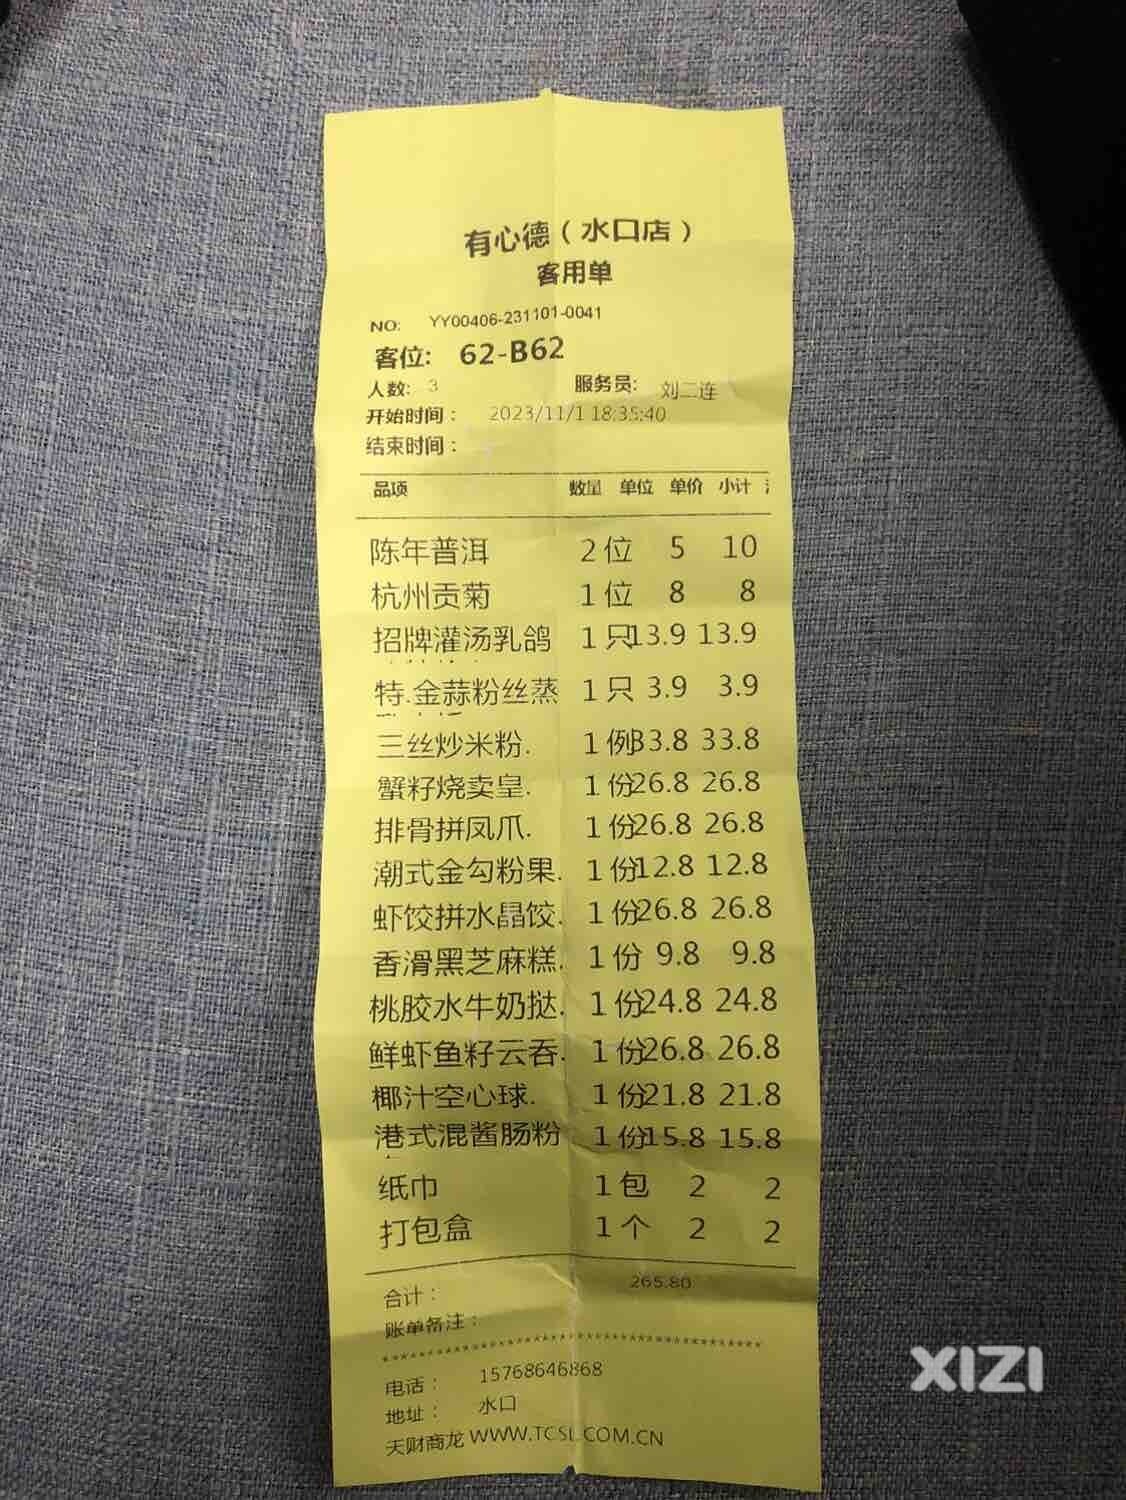 有心德（水口店）
客用单
NO: YY00406-231101-0041
客位: 62-B62
人数: 3 服务员: 刘二连
开始时间： 2023/11/1 18:35:40
结束时间：
品项 数量 单位 单价 小计
陈年普洱 2 位 5 10
杭州贡菊 1 位 8 8
招牌灌汤乳鸽 1 只 13.9 13.9
特.金蒜粉丝蒸 1 只 3.9 3.9
三丝炒米粉. 1 例 33.8 33.8
蟹籽烧卖皇. 1 份 26.8 26.8
排骨拼凤爪. 1 份 26.8 26.8
潮式金勾粉果. 1 份 12.8 12.8
虾饺拼水晶饺. 1 份 26.8 26.8
香滑黑芝麻糕. 1 份 9.8 9.8
桃胶水牛奶挞. 1 份 24.8 24.8
鲜虾鱼籽云吞. 1 份 26.8 26.8
椰汁空心球. 1 份 21.8 21.8
港式混酱肠粉 1 份 15.8 15.8
纸巾 1 包 2 2
打包盒 1 个 2 2
合计： 265.80
账单备注：
电话： 15768646868
地址： 水口
天财商龙 WWW.TCSL.COM.CN
XIZI